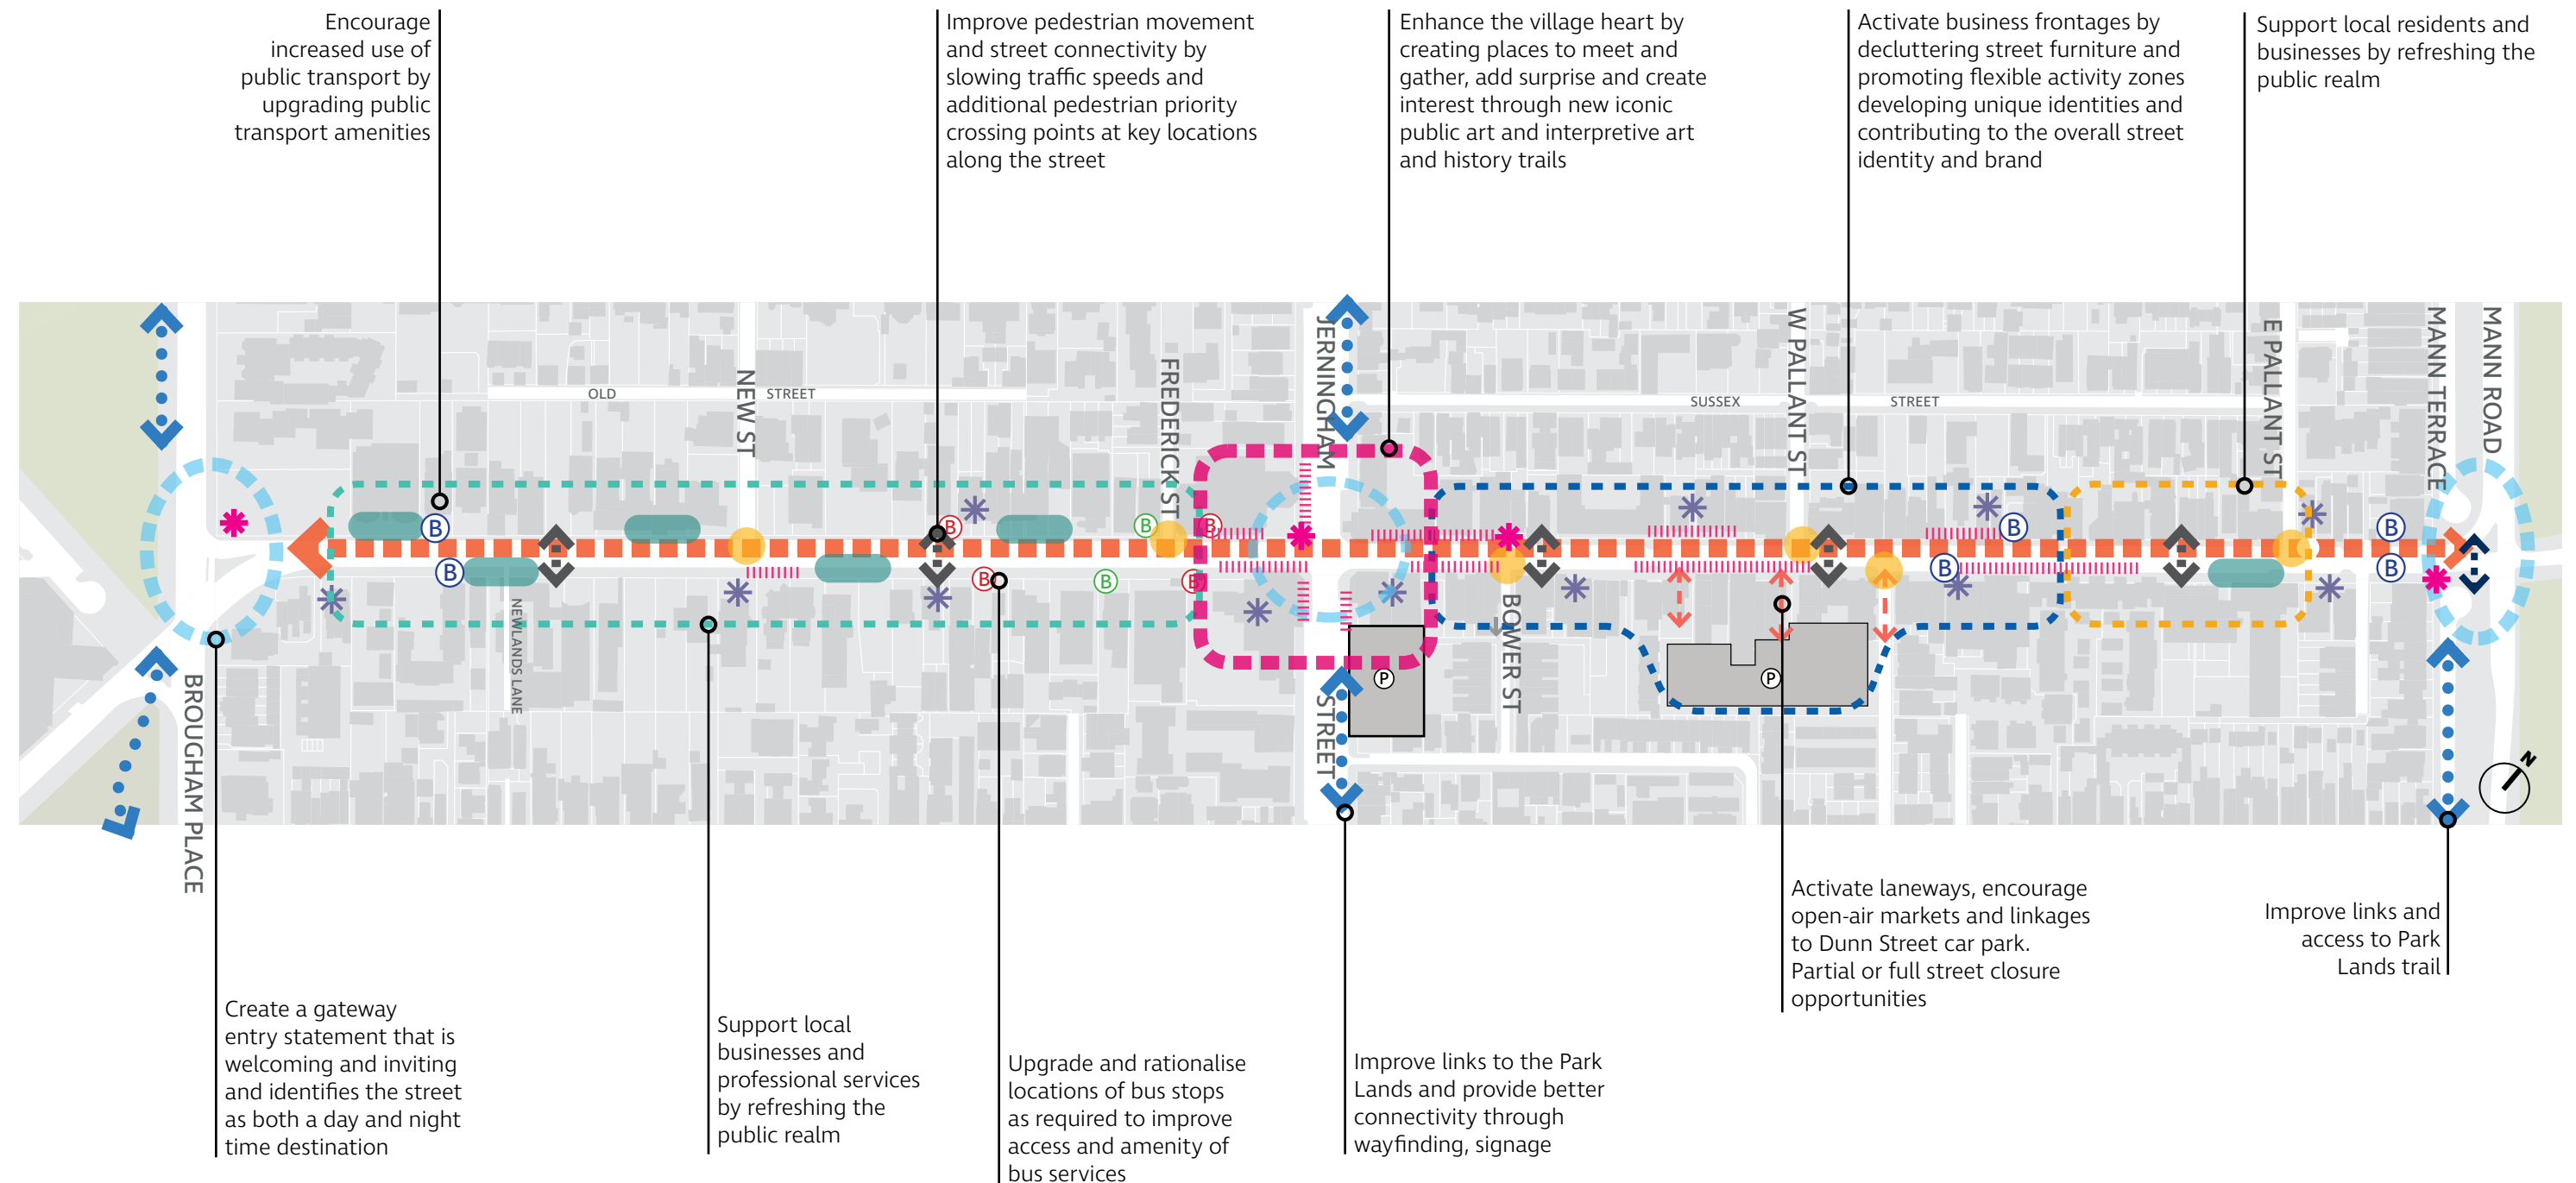 Encourage
increased use of
public transport by
upgrading public
transport amenities
Improve pedestrian movement
and street connectivity by
slowing traffic speeds and
additional pedestrian priority
crossing points at key locations
along the street
Enhance the village heart by
creating places to meet and
gather, add surprise and create
interest through new iconic
public art and interpretive art
and history trails
Activate business frontages by
decluttering street furniture and
promoting flexible activity zones
developing unique identities and
contributing to the overall street
identity and brand
Support local residents and
businesses by refreshing the
public realm
OLD STREET
NEW ST
FREDERICK ST
JERNINGHAM STREET
SUSSEX STREET
W PALLANT ST
E PALLANT ST
MANN TERRACE
MANN ROAD
B
B
B
B
B
B
B
B
B
B
B
B
NEWLANDS LANE
BROUGHAM PLACE
BOWER ST
P
P
N
Create a gateway
entry statement that is
welcoming and inviting
and identifies the street
as both a day and night
time destination
Support local
businesses and
professional services
by refreshing the
public realm
Upgrade and rationalise
locations of bus stops
as required to improve
access and amenity of
bus services
Improve links to the Park
Lands and provide better
connectivity through
wayfinding, signage
Activate laneways, encourage
open-air markets and linkages
to Dunn Street car park.
Partial or full street closure
opportunities
Improve links and
access to Park
Lands trail